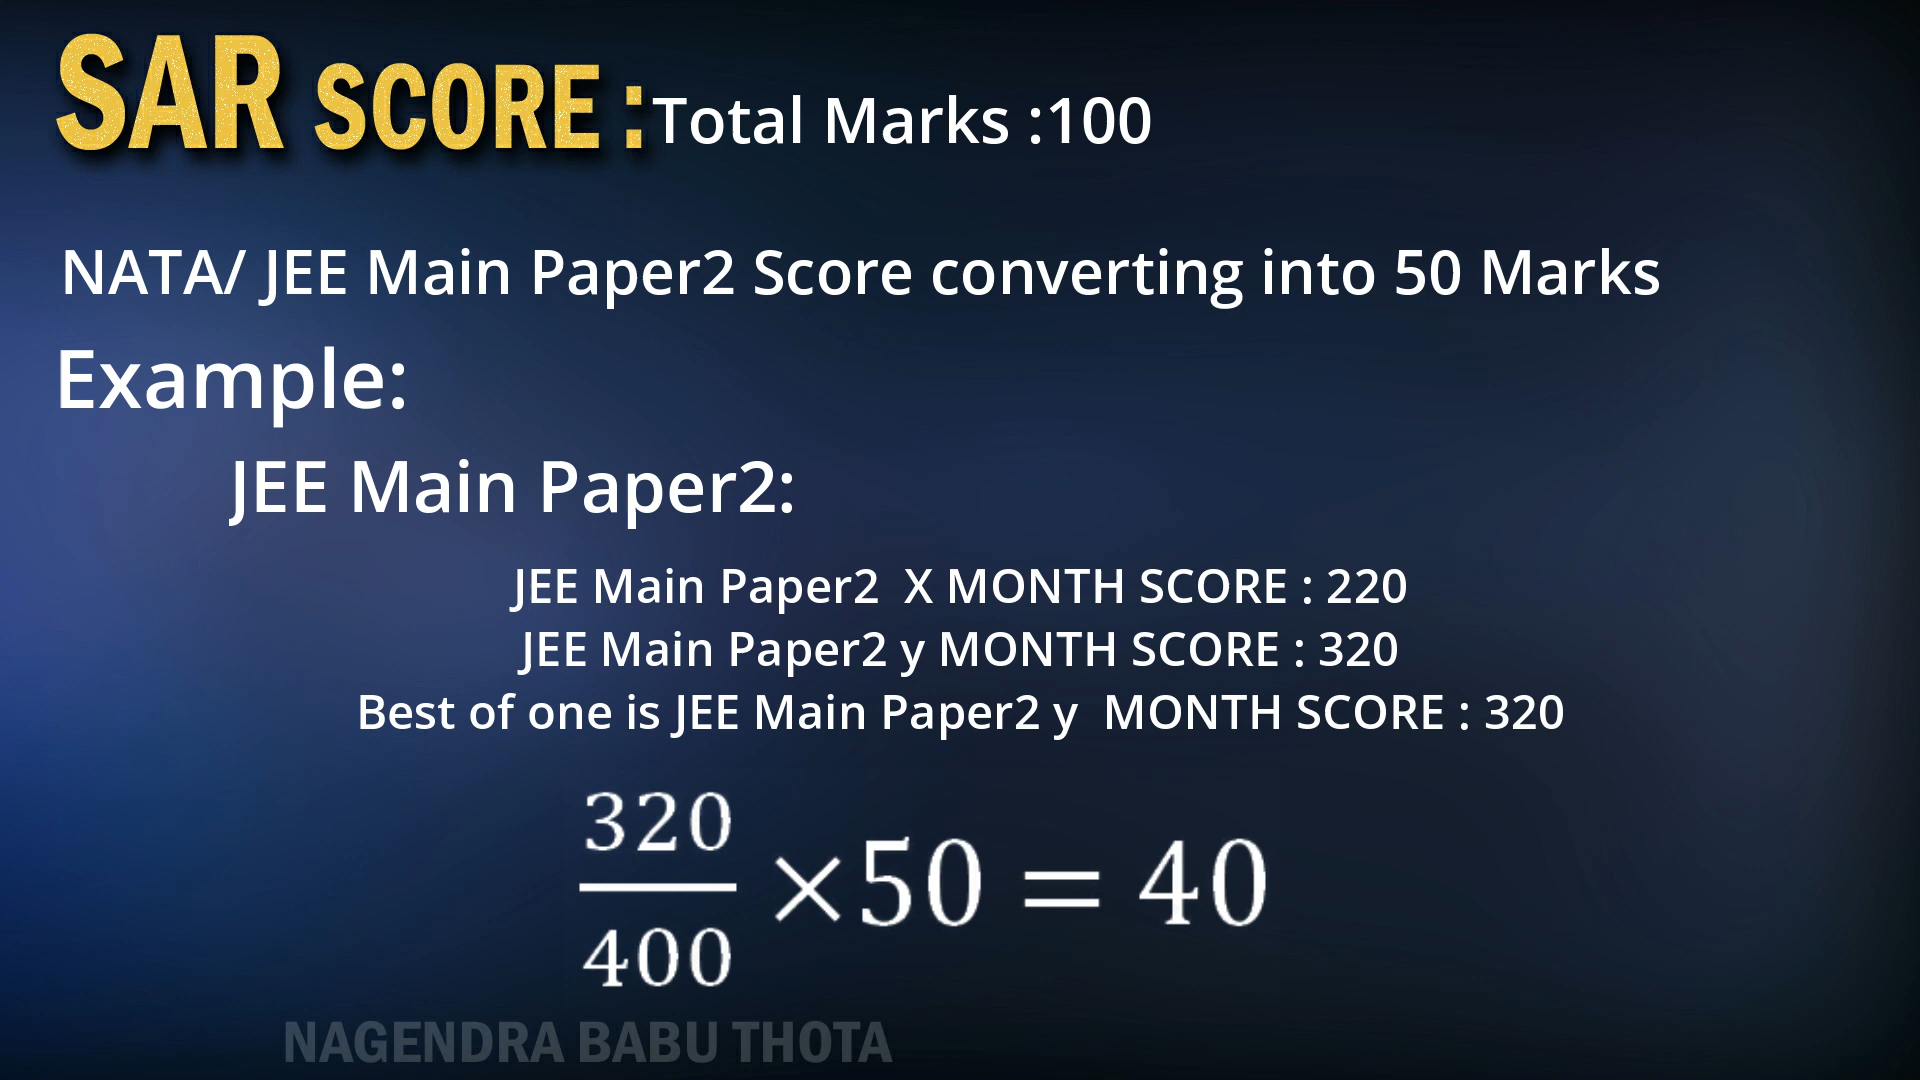 SAR SCORE : Total Marks :100
NATA/ JEE Main Paper2 Score converting into 50 Marks
Example:
JEE Main Paper2:
JEE Main Paper2 X MONTH SCORE : 220
JEE Main Paper2 y MONTH SCORE : 320
Best of one is JEE Main Paper2 y MONTH SCORE : 320
320
400
×50 = 40
NAGENDRA BABU THOTA